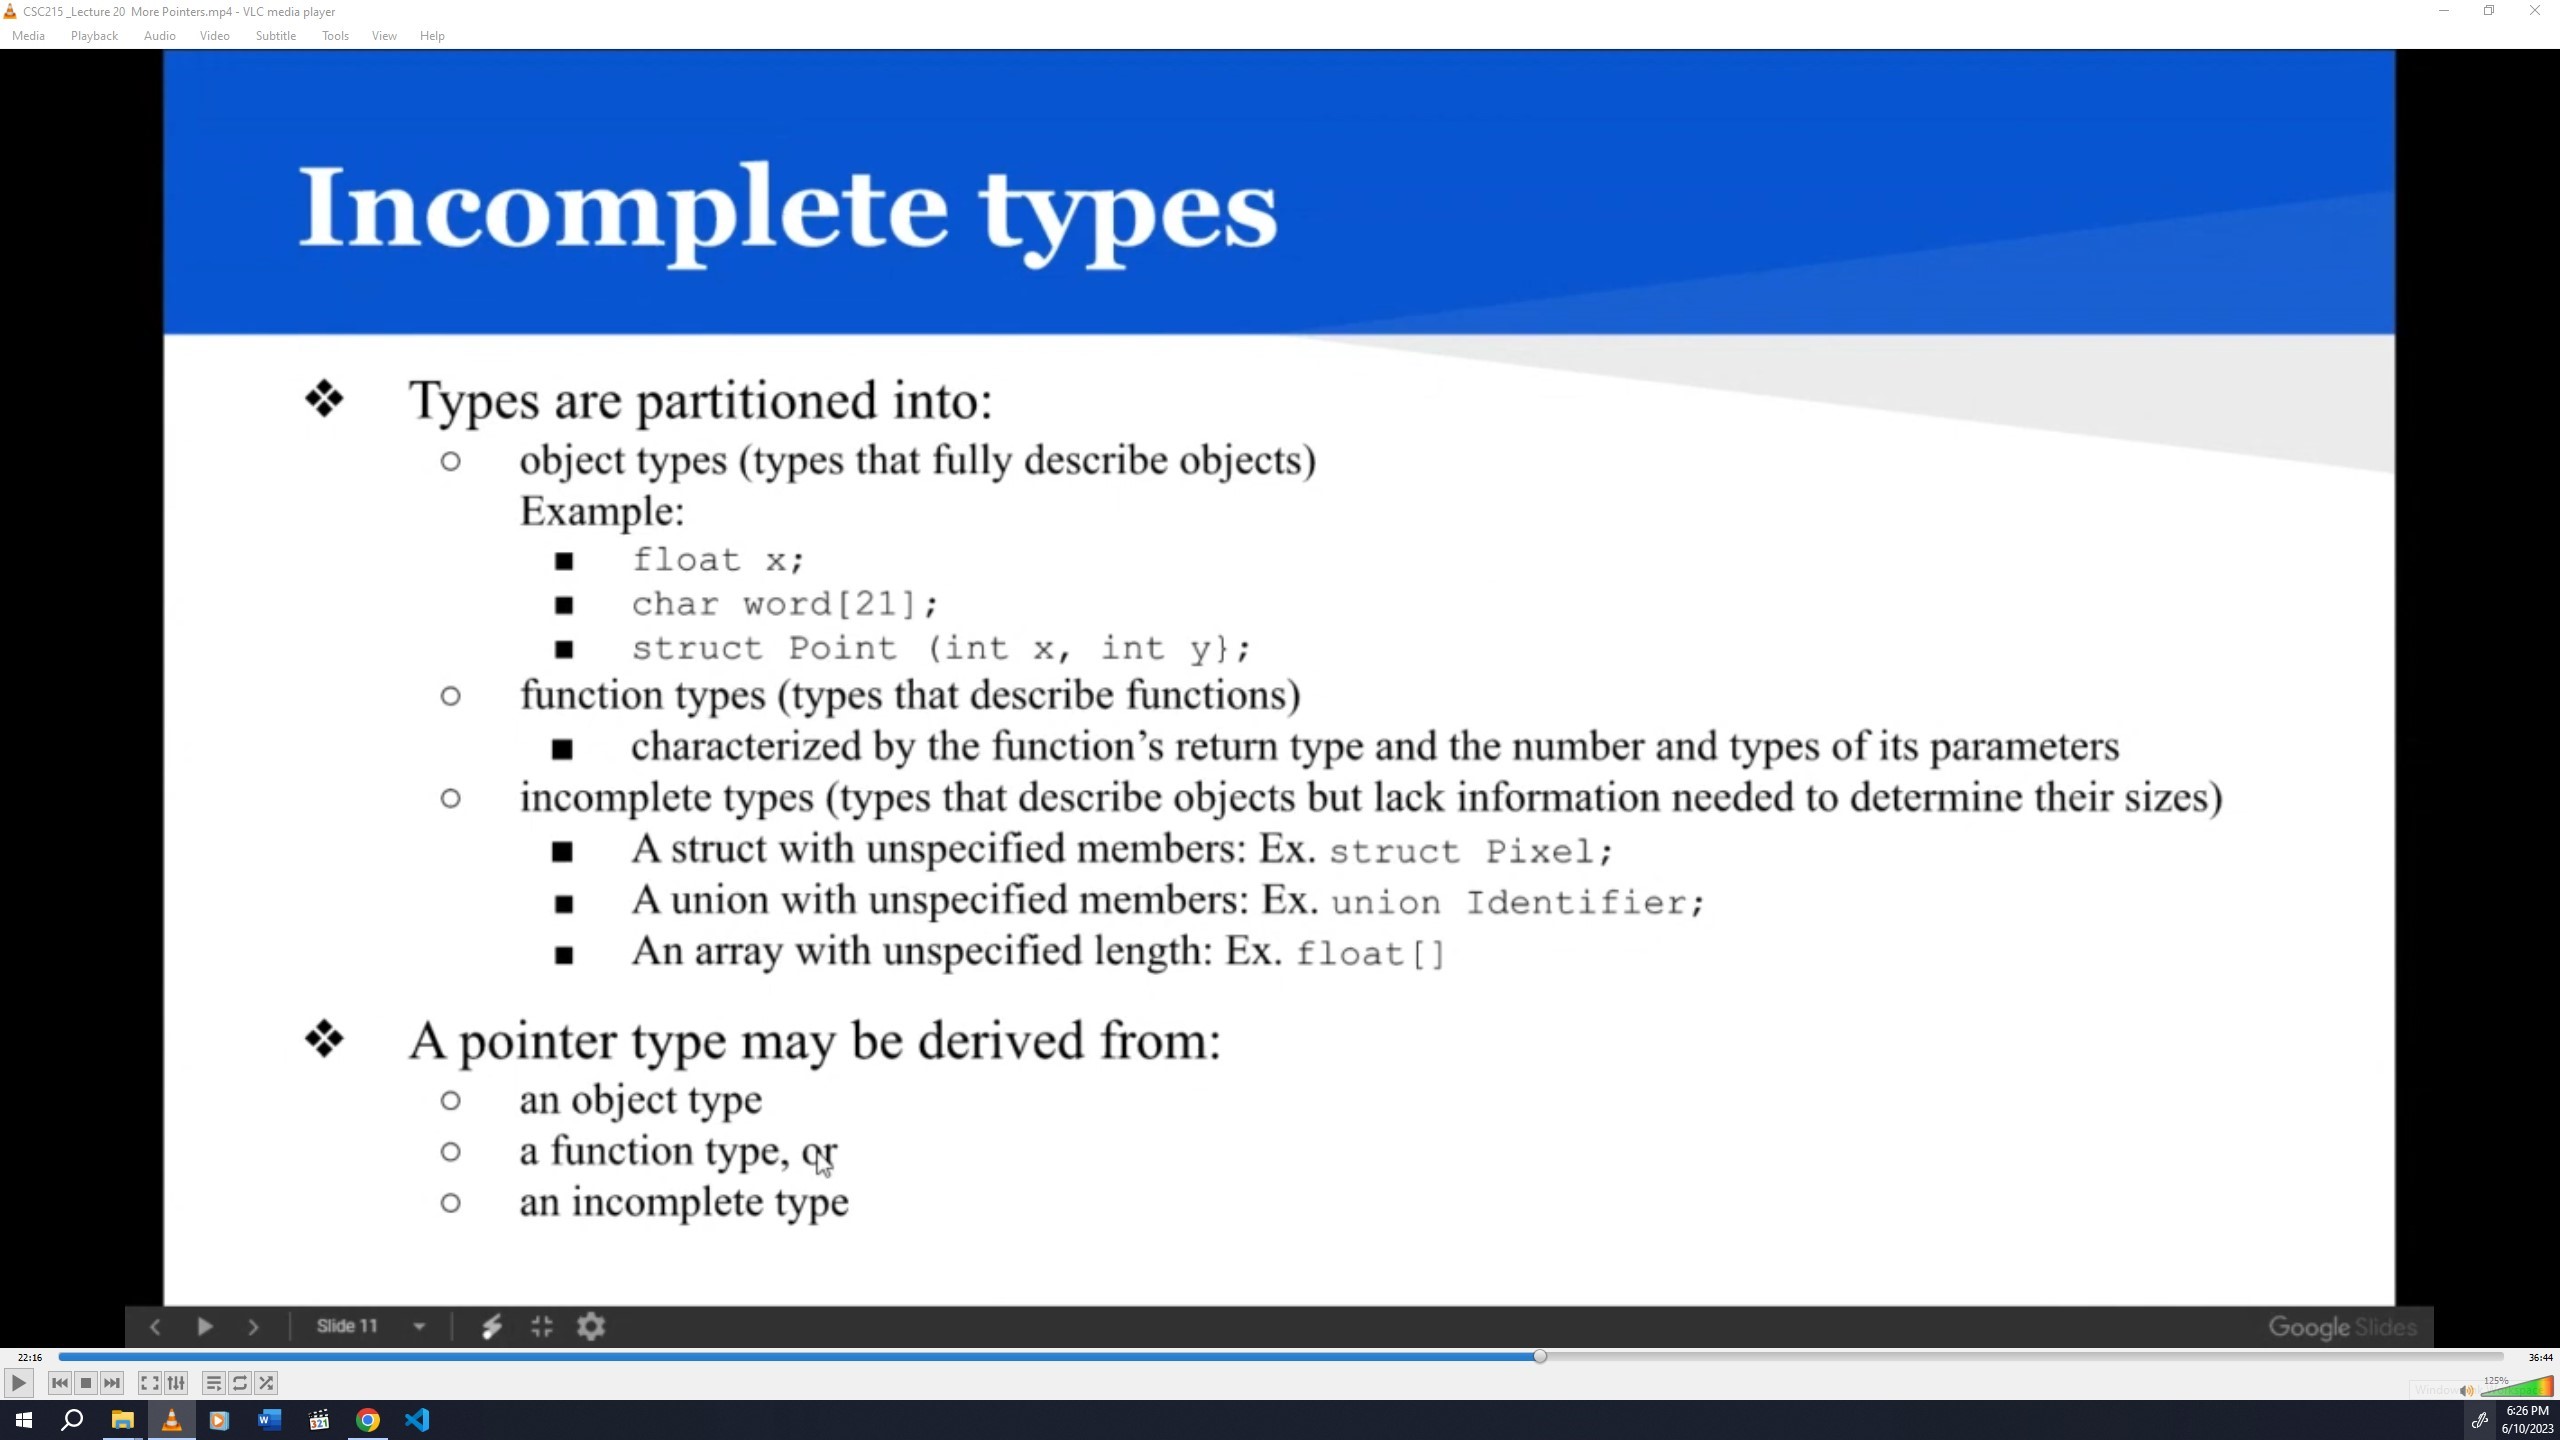 CSC215 _Lecture 20  More Pointers.mp4 - VLC media player
Media Playback Audio Video Subtitle Tools View Help
Incomplete types
❖ Types are partitioned into:
○ object types (types that fully describe objects)
Example:
■ float x;
■ char word[21];
■ struct Point (int x, int y};
○ function types (types that describe functions)
■ characterized by the function’s return type and the number and types of its parameters
○ incomplete types (types that describe objects but lack information needed to determine their sizes)
■ A struct with unspecified members: Ex. struct Pixel;
■ A union with unspecified members: Ex. union Identifier;
■ An array with unspecified length: Ex. float[]
❖ A pointer type may be derived from:
○ an object type
○ a function type, or
○ an incomplete type
Slide 11
Google Slides
22:16
36:44
125%
6:26 PM
6/10/2023